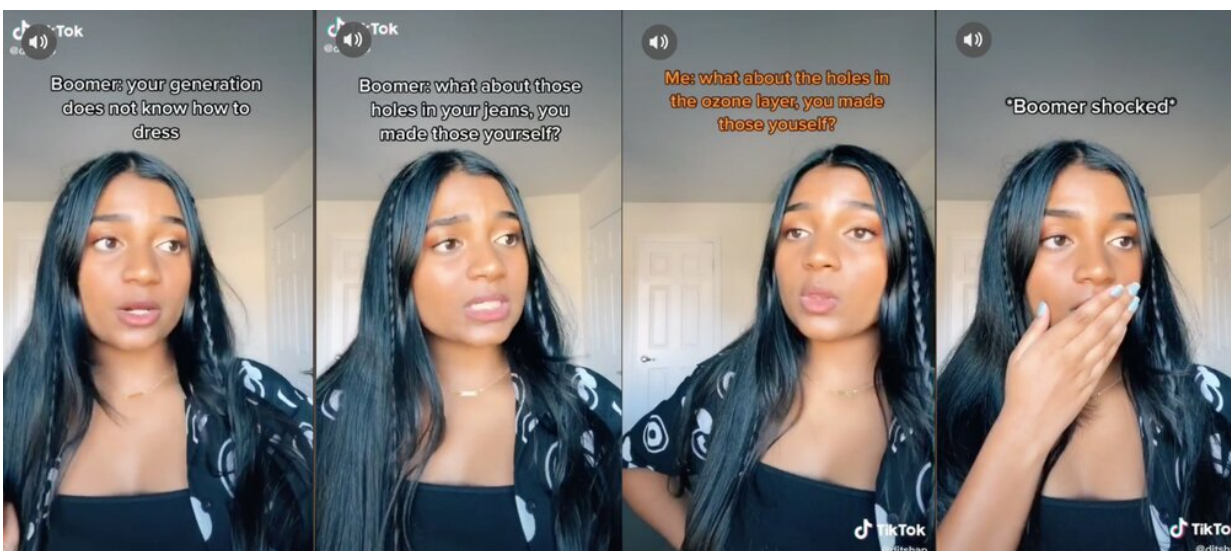 TikTok
Boomer: your generation
does not know how to
dress
TikTok
Boomer: what about those
holes in your jeans, you
made those yourself?
Me: what about the holes in
the ozone layer, you made
those youself?
TikTok
*Boomer shocked*
TikTo